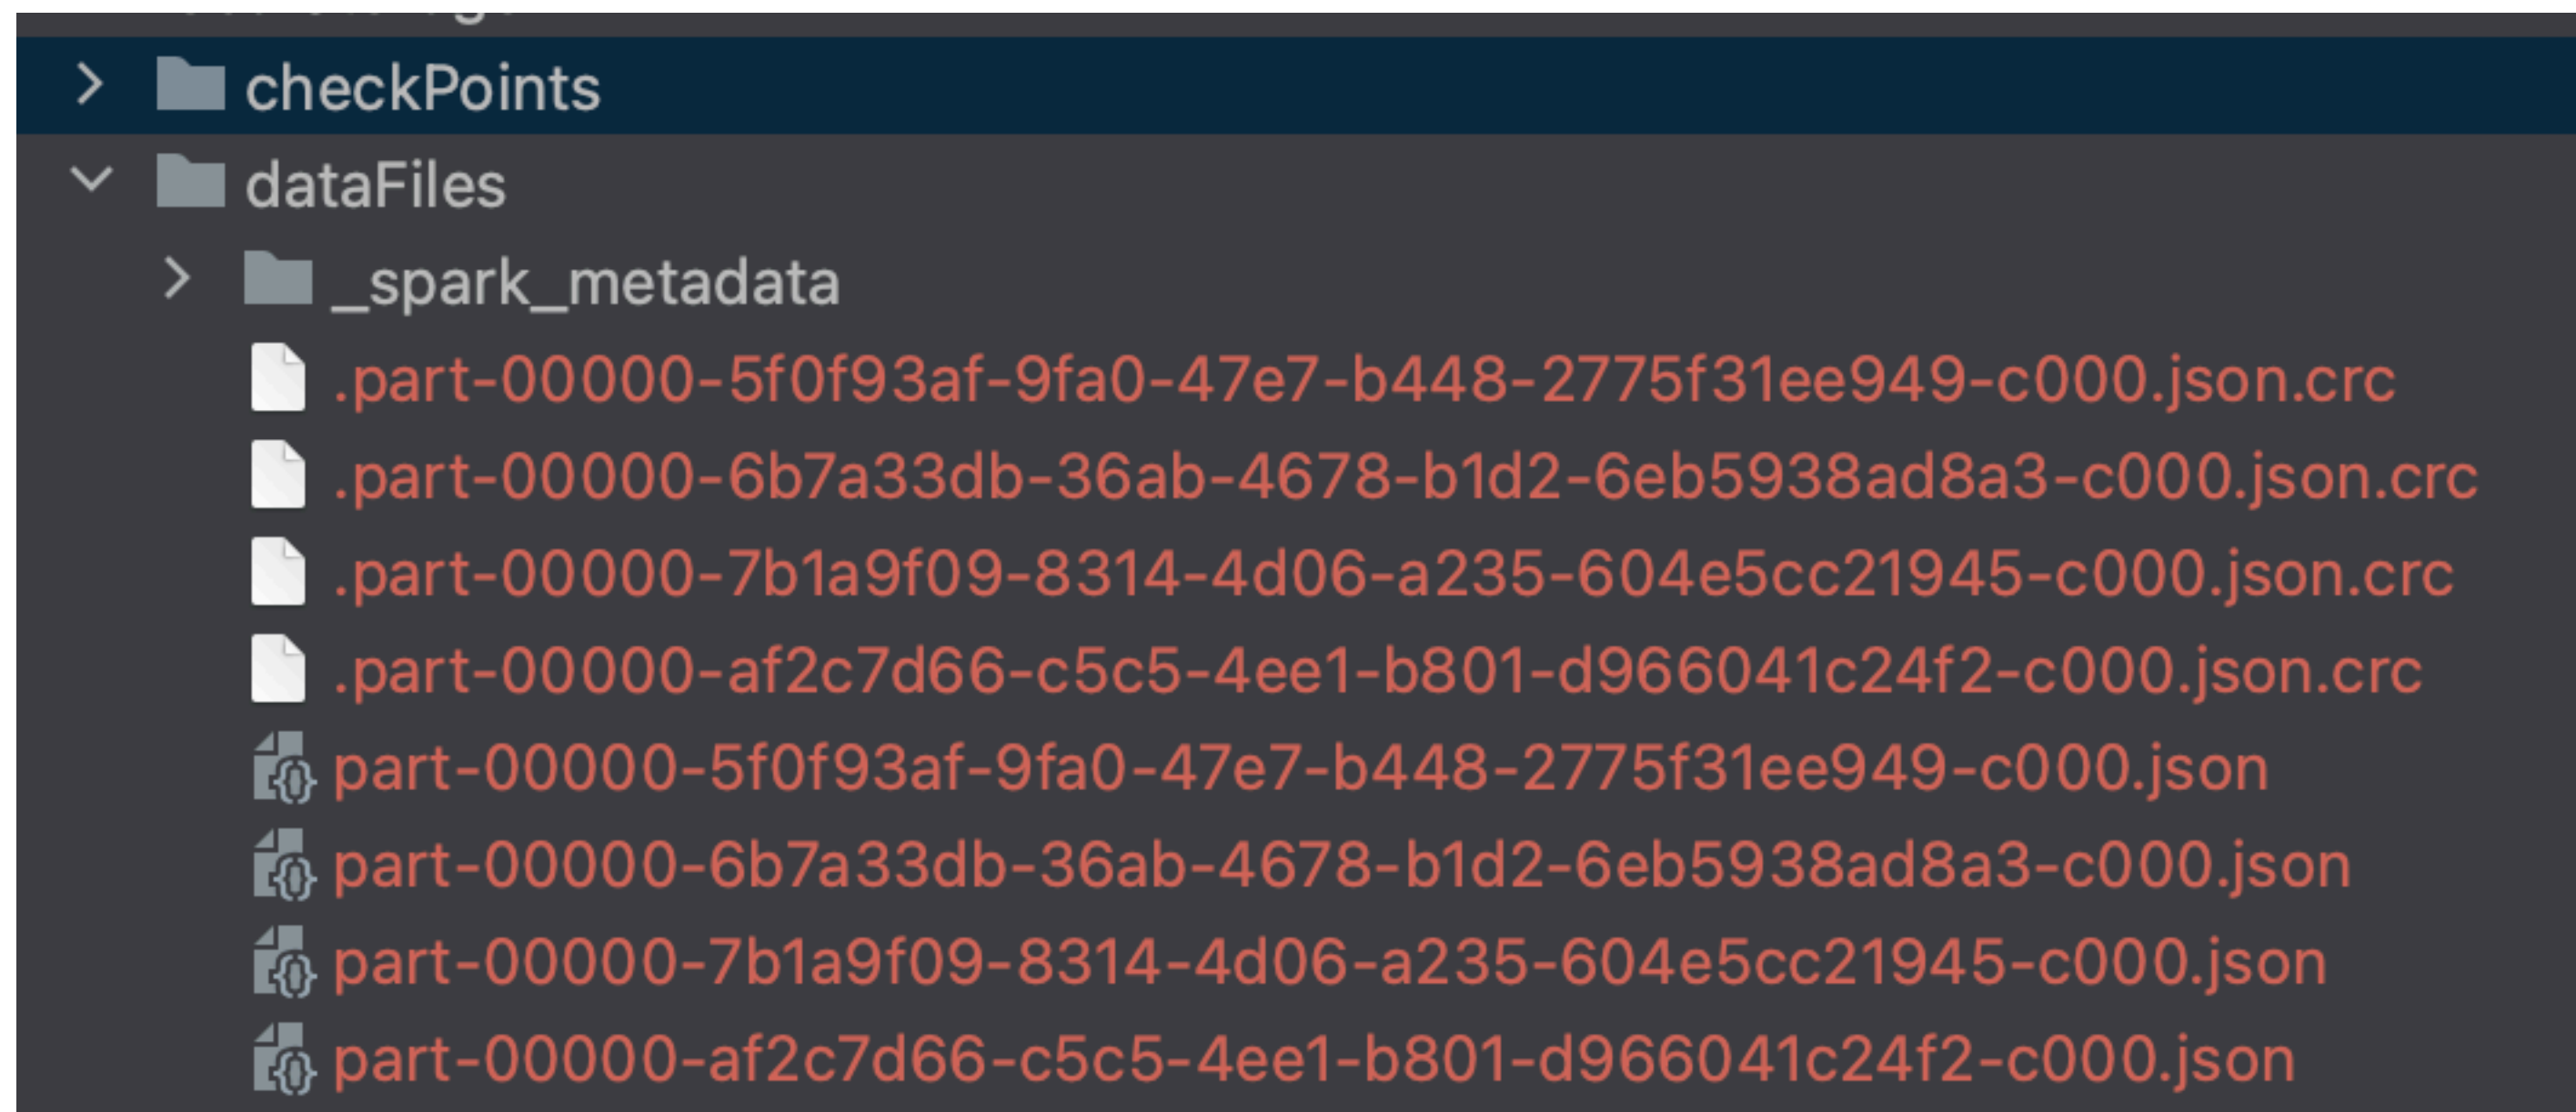 checkPoints
dataFiles
_spark_metadata
.part-00000-5f0f93af-9fa0-47e7-b448-2775f31ee949-c000.json.crc
.part-00000-6b7a33db-36ab-4678-b1d2-6eb5938ad8a3-c000.json.crc
.part-00000-7b1a9f09-8314-4d06-a235-604e5cc21945-c000.json.crc
.part-00000-af2c7d66-c5c5-4ee1-b801-d966041c24f2-c000.json.crc
part-00000-5f0f93af-9fa0-47e7-b448-2775f31ee949-c000.json
part-00000-6b7a33db-36ab-4678-b1d2-6eb5938ad8a3-c000.json
part-00000-7b1a9f09-8314-4d06-a235-604e5cc21945-c000.json
part-00000-af2c7d66-c5c5-4ee1-b801-d966041c24f2-c000.json